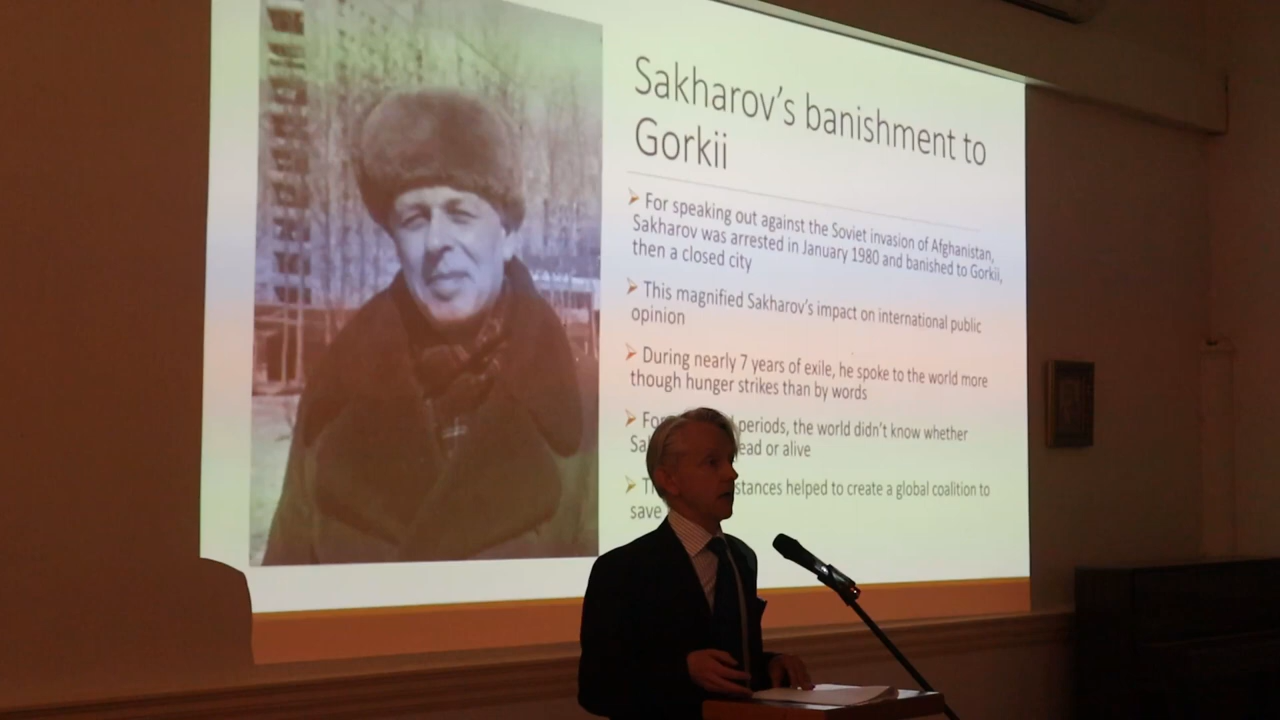 Sakharov's banishment to
Gorkii
For speaking out against the Soviet invasion of Afghanistan,
Sakharov was arrested in January 1980 and banished to Gorkii,
then a closed city
This magnified Sakharov's impact on international public
opinion
During nearly 7 years of exile, he spoke to the world more
though hunger strikes than by words
For periods, the world didn't know whether
or alive
helped to create a global coalition to
save